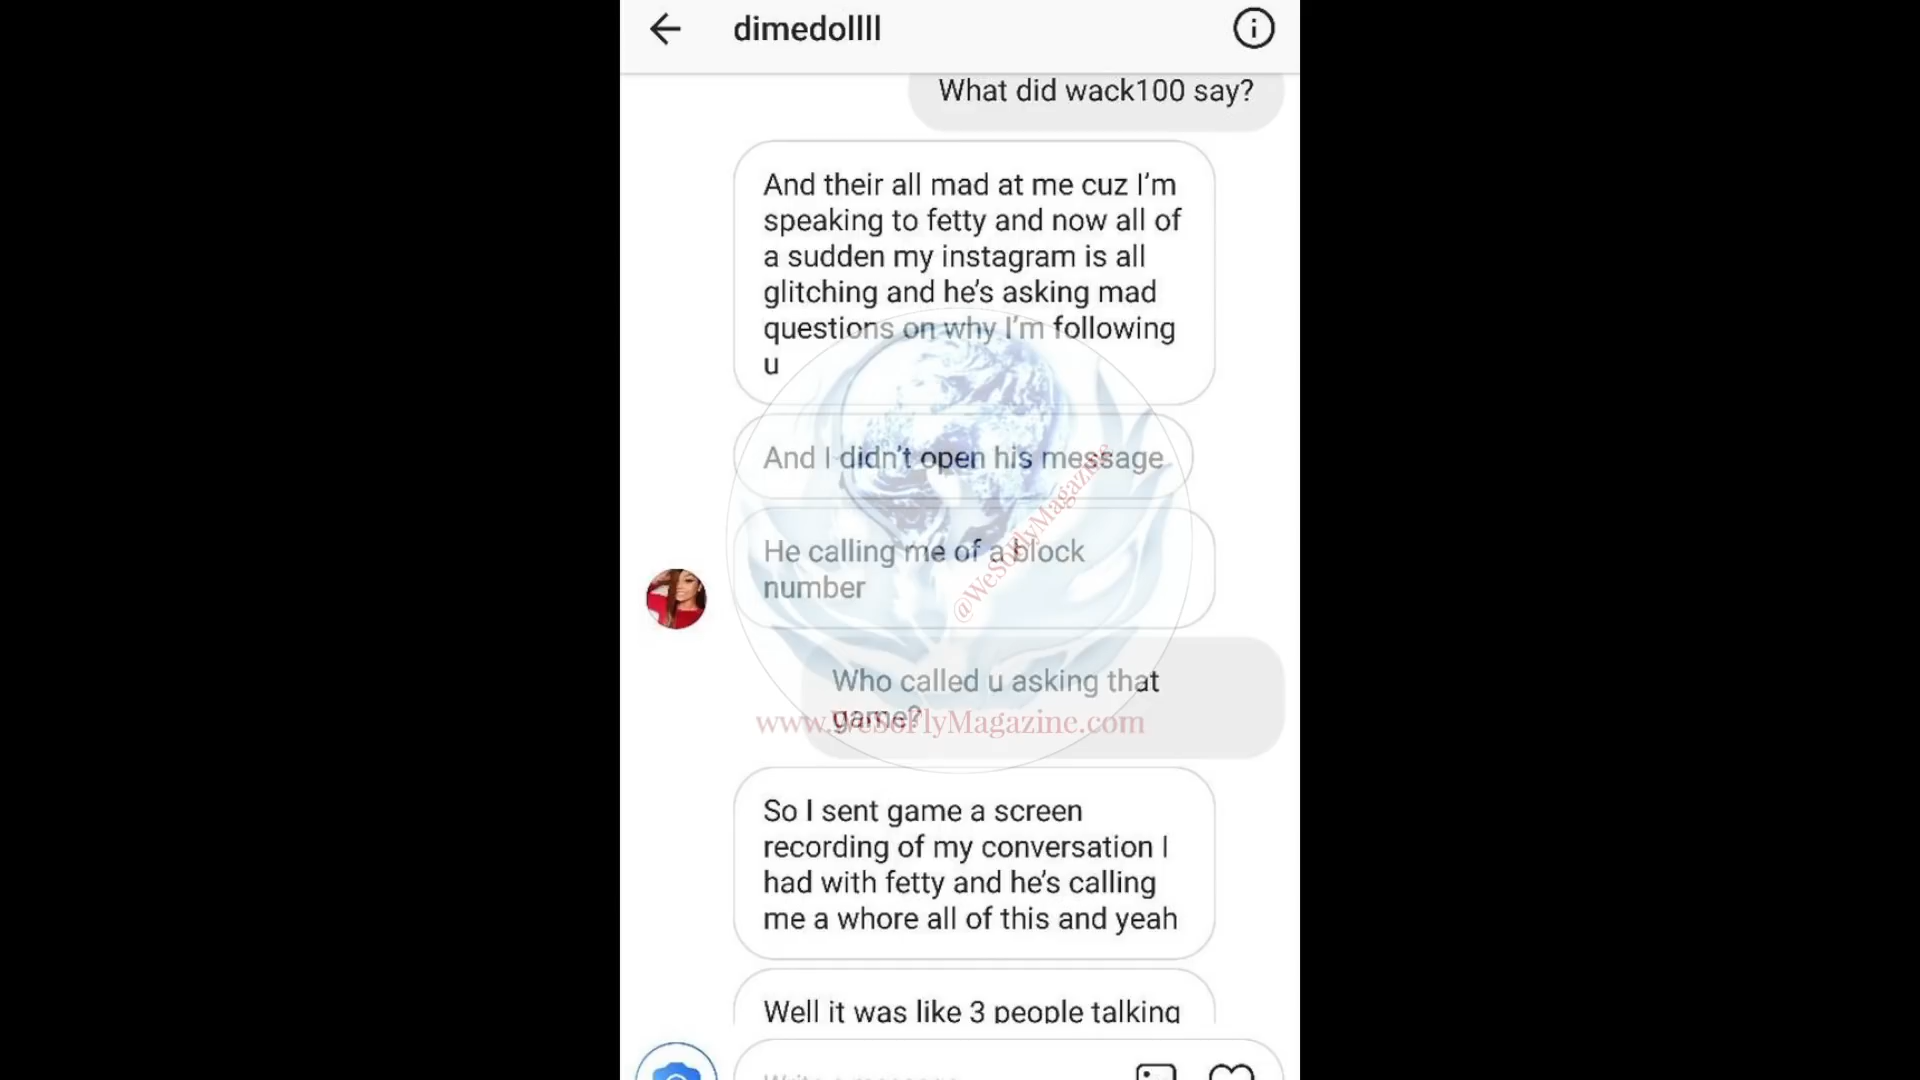 dimedollll
What did wack100 say?
And their all mad at me cuz I'm
speaking to fetty and now all of
a sudden my instagram is all
glitching and he's asking mad
questions on why I'm following
u
And I didn't open his message
He calling me of a block
number
@WeSoFlyMagazine
Who called u asking that
game?
www.WeSoFlyMagazine.com
So I sent game a screen
recording of my conversation I
had with fetty and he's calling
me a whore all of this and yeah
Well it was like 3 people talking
Write a message